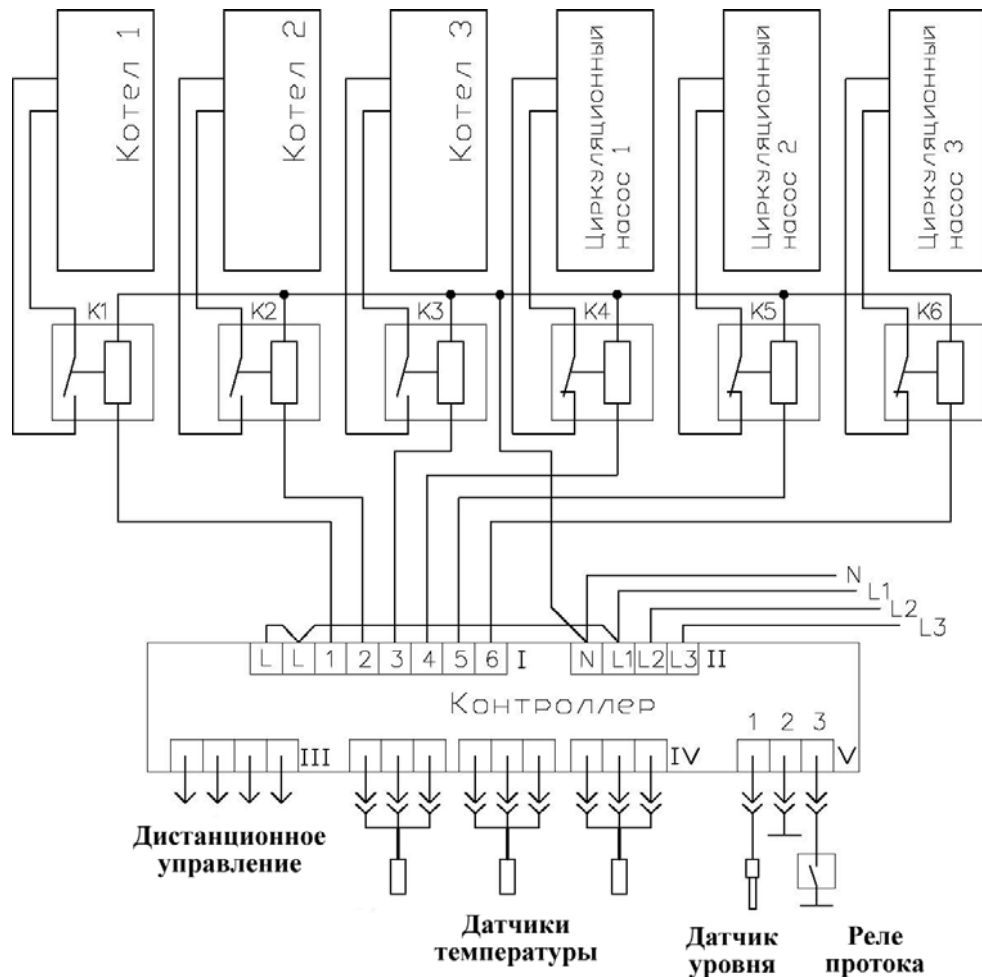 Котел 1
Котел 2
Котел 3
Циркуляционный
насос 1
Циркуляционный
насос 2
Циркуляционный
насос 3
K1
K2
K3
K4
K5
K6
N
L1
L2
L3
L L 1 2 3 4 5 6 I
N L1 L2 L3 II
Контроллер
1 2 3
III
IV
V
Дистанционное
управление
Датчики
температуры
Датчик
уровня
Реле
протока